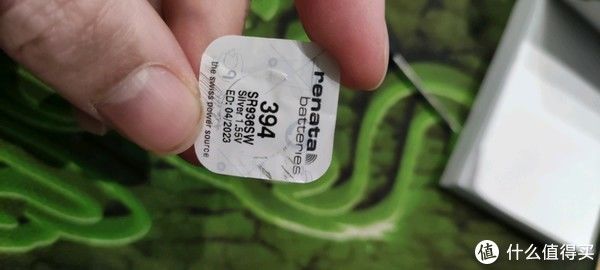 renata
batteries
394
SR936SW
Silver 1.55V
ED: 04/2023
the swiss power source
值 什么值得买